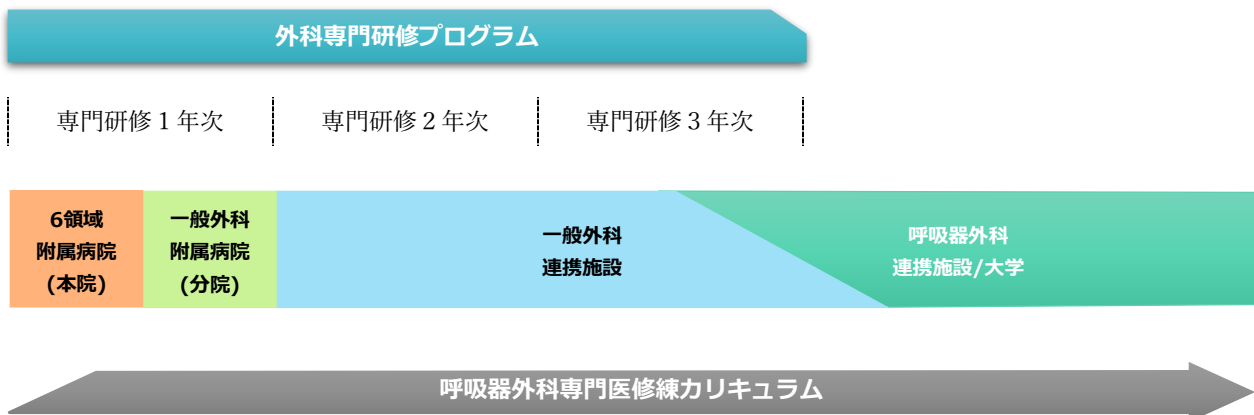 外科専門研修プログラム
専門研修１年次
専門研修２年次
専門研修３年次
6領域
附属病院
(本院)
一般外科
附属病院
(分院)
一般外科
連携施設
呼吸器外科
連携施設/大学
呼吸器外科専門医修練カリキュラム